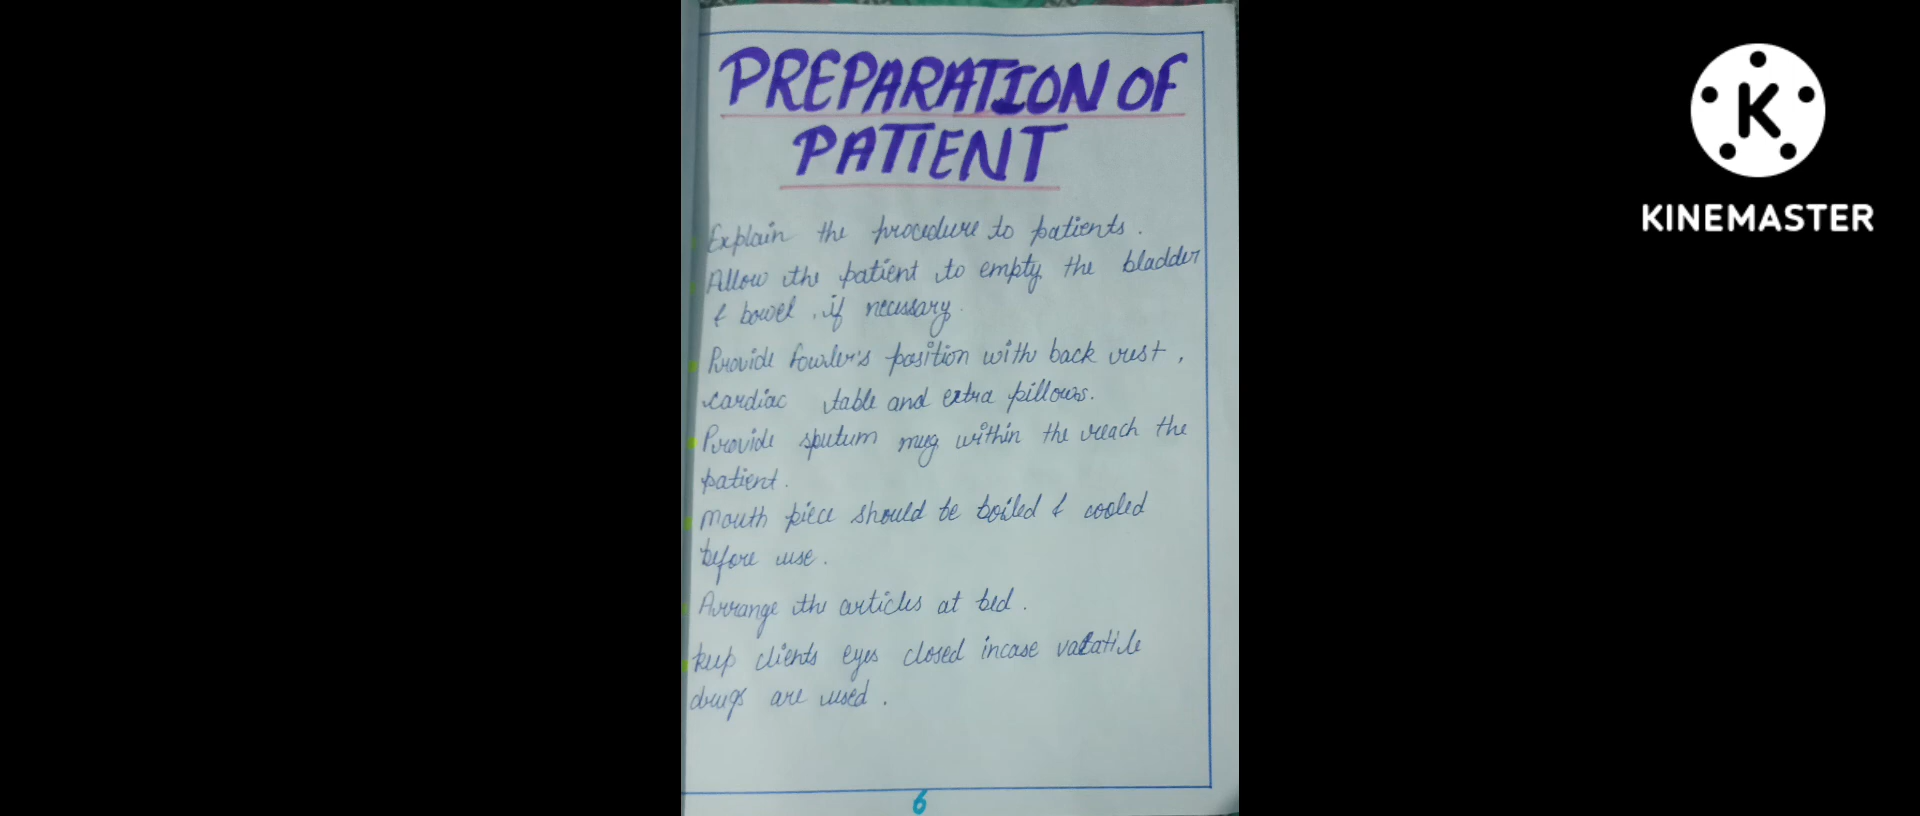 PREPARATION OF
PATIENT
Explain the procedure to patients.
Allow the patient to empty the bladder
& bowel, if necessary.
Provide fowler's position with back rest,
cardiac table and extra pillows.
Provide sputum mug within the reach the
patient.
Mouth piece should be boiled & cooled
before use.
Arrange the articles at bed.
keep clients eyes closed incase
drugs are used.
6
K
KINEMASTER